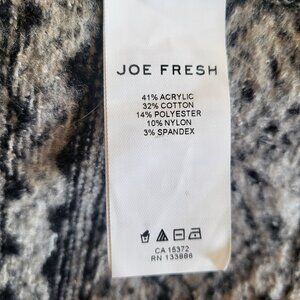 JOE FRESH
41% ACRYLIC
32% COTTON
14% POLYESTER
10% NYLON
3% SPANDEX
CA 15372
RN 133886